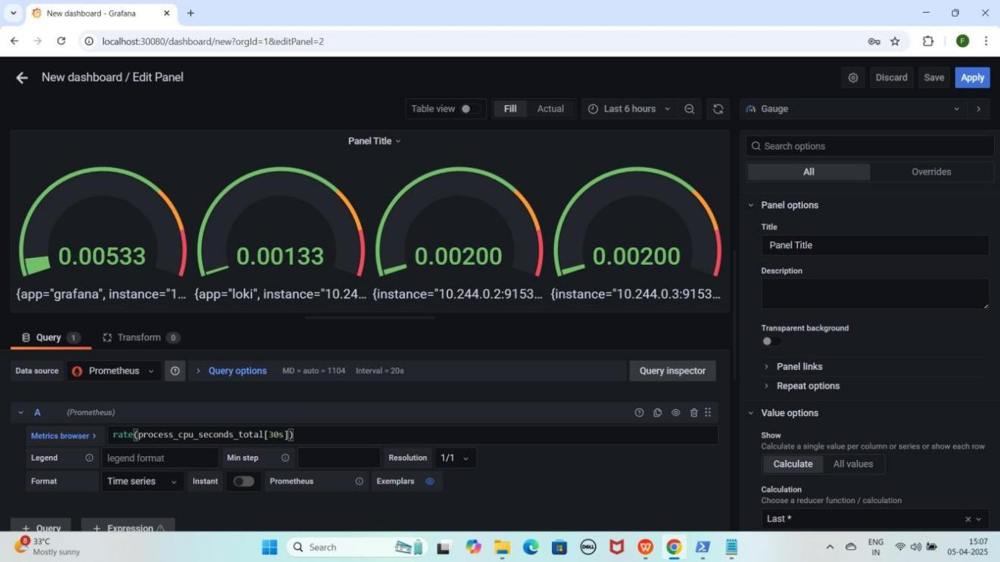 New dashboard - Grafana
localhost:30080/dashboard/new?orgId=1&editPanel=2
F
New dashboard / Edit Panel
Discard
Save
Apply
Table view
Fill
Actual
Last 6 hours
Gauge
Panel Title
Search options
All
Overrides
0.00533
0.00133
0.00200
0.00200
{app="grafana", instance="1...
{app="loki", instance="10.24...
{instance="10.244.0.2:9153...
{instance="10.244.0.3:9153...
Panel options
Title
Panel Title
Description
Transparent background
Panel links
Repeat options
Value options
Show
Calculate a single value per column or series or show each row
Calculate
All values
Calculation
Choose a reducer function / calculation
Last *
Query 1
Transform 0
Data source
Prometheus
Query options
MD = auto = 1104
Interval = 20s
Query inspector
A
(Prometheus)
Metrics browser >
rate(process_cpu_seconds_total[30s])
Legend
legend format
Min step
Resolution
1/1
Format
Time series
Instant
Prometheus
Exemplars
+ Query
+ Expression
8
33°C
Mostly sunny
Search
DELL
ENG
IN
15:07
05-04-2025